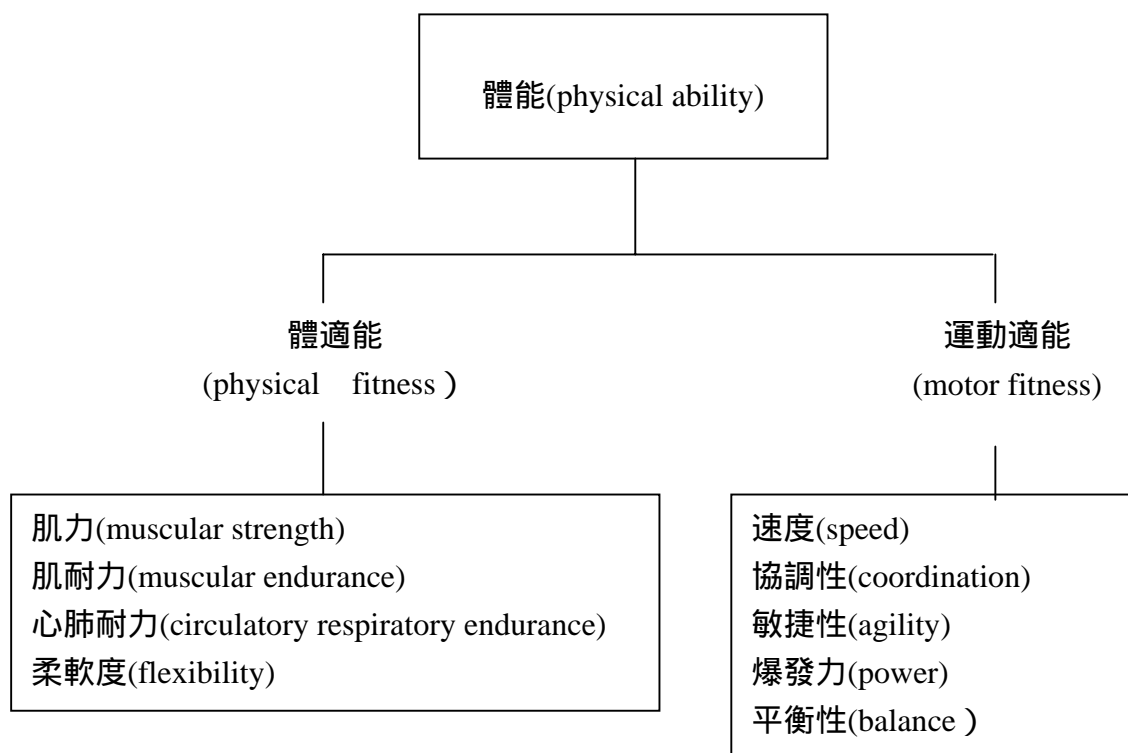 體能(physical ability)
體適能
(physical fitness）
運動適能
(motor fitness)
肌力(muscular strength)
肌耐力(muscular endurance)
心肺耐力(circulatory respiratory endurance)
柔軟度(flexibility)
速度(speed)
協調性(coordination)
敏捷性(agility)
爆發力(power)
平衡性(balance）